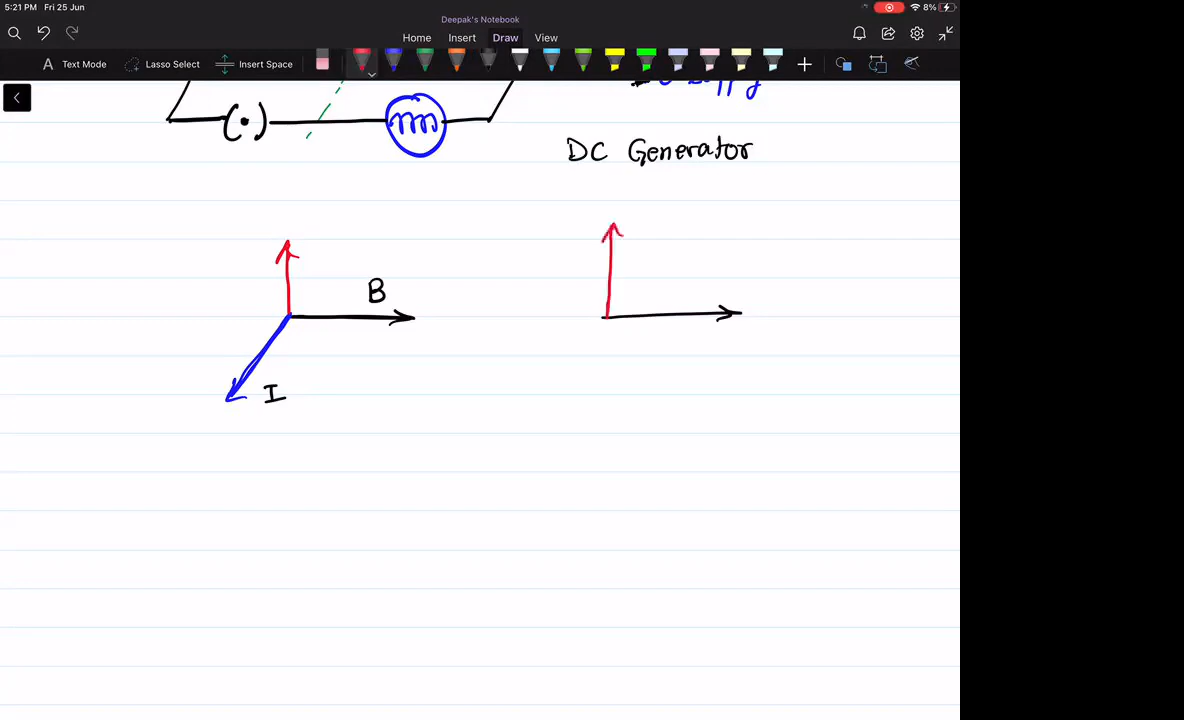 5:21 PM Fri 25 Jun
8%
Deepak's Notebook
Home Insert Draw View
A Text Mode Lasso Select Insert Space
DC Generator
B
I